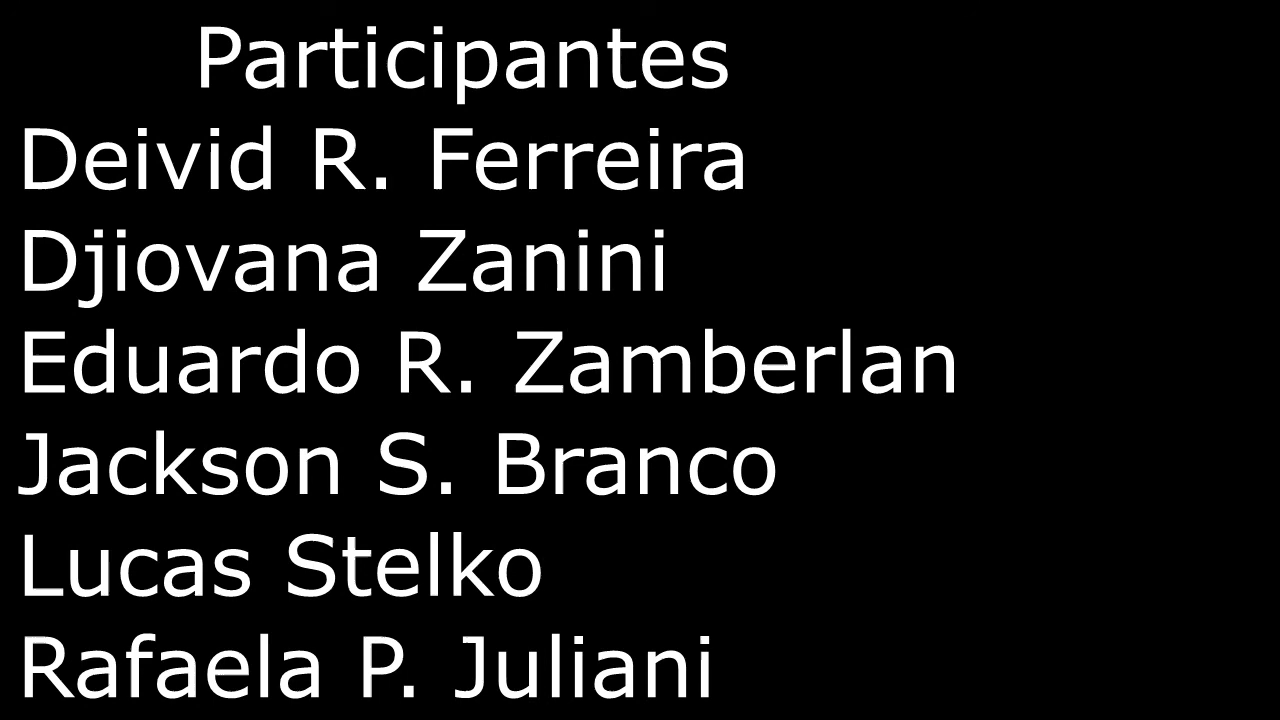 Participantes
Deivid R. Ferreira
Djiovana Zanini
Eduardo R. Zamberlan
Jackson S. Branco
Lucas Stelko
Rafaela P. Juliani